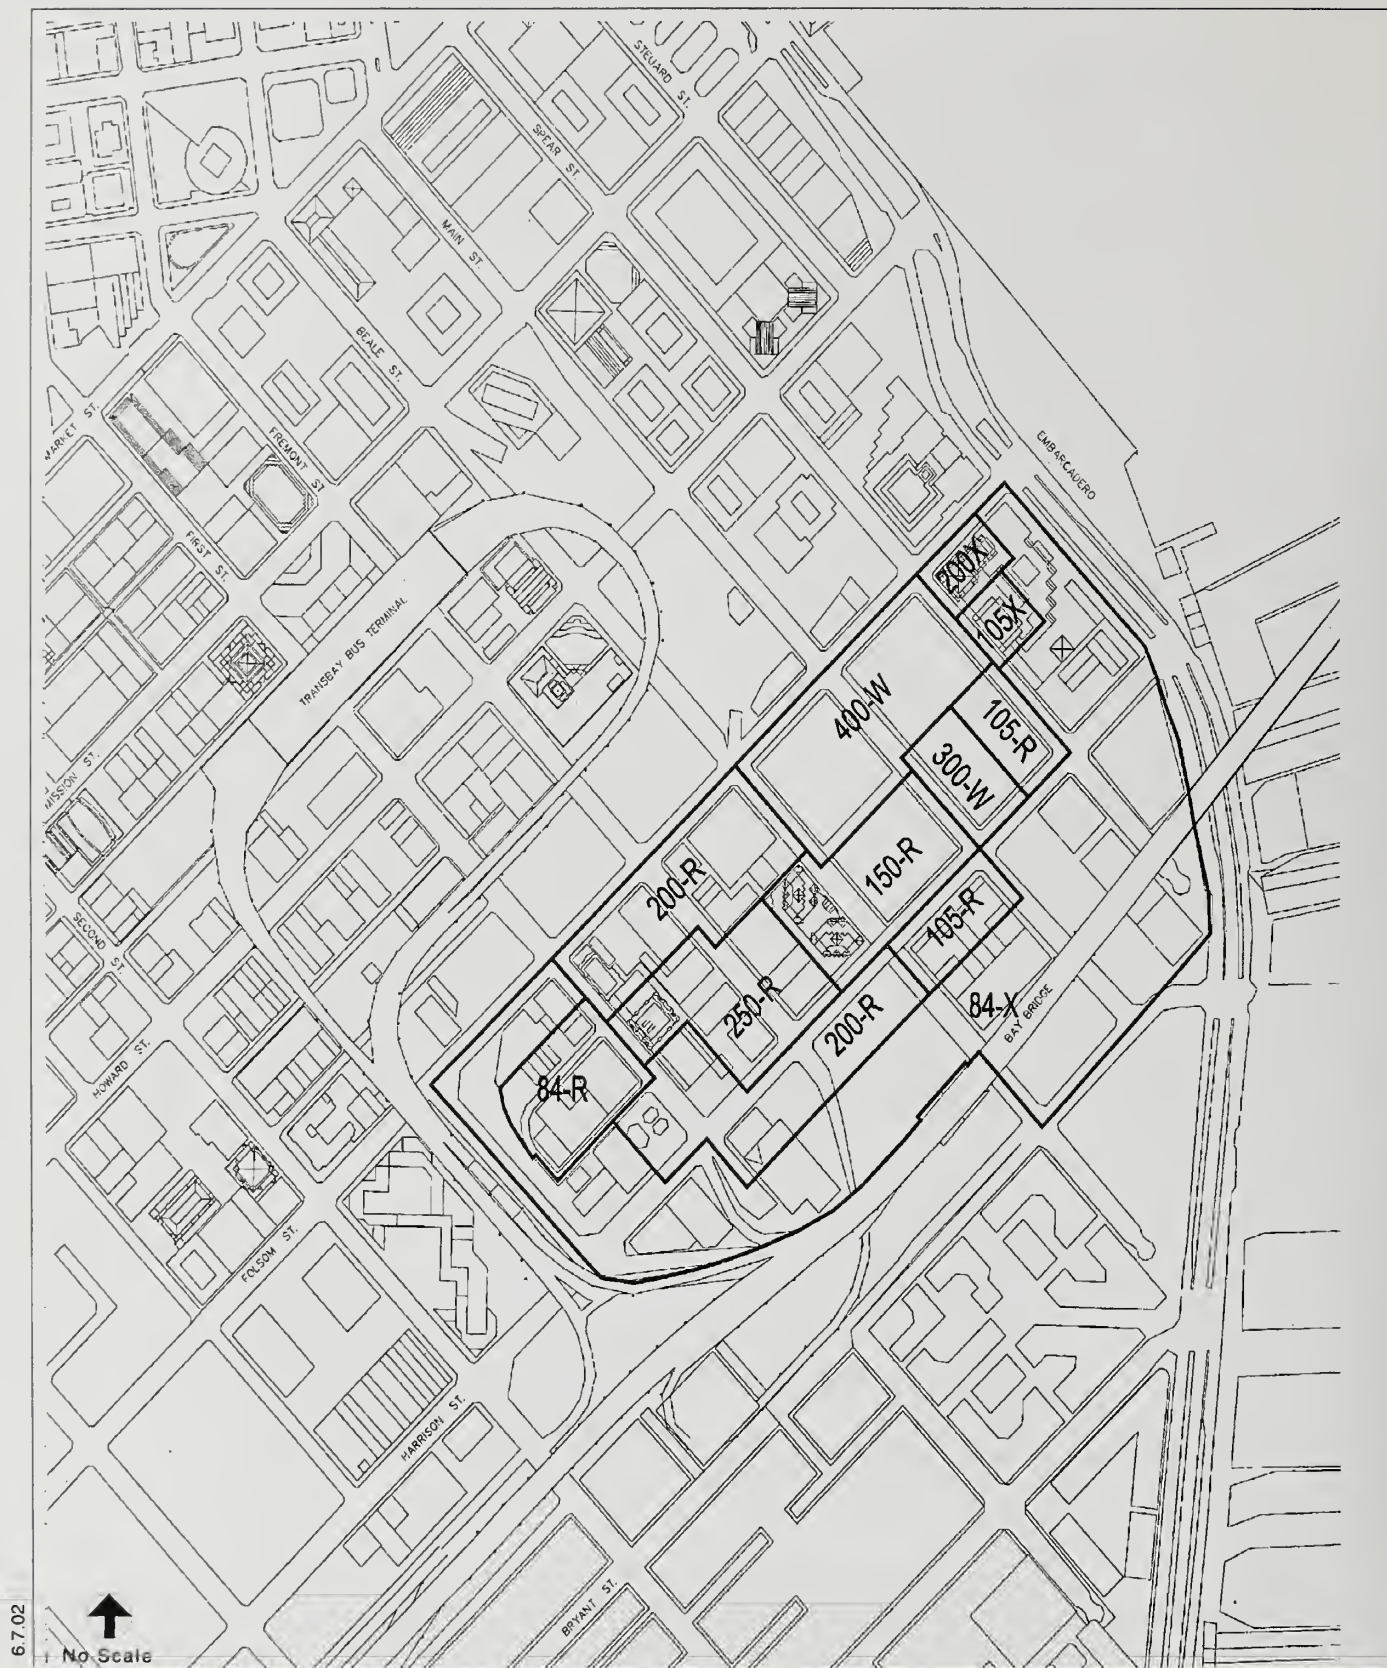 STEUARD ST.
SPEAR ST.
MAIN ST.
BEALE ST.
FREMONT ST.
MARKET ST.
FIRST ST.
EMBARCADERO
TRANSBAY BUS TERMINAL
MISSION ST.
SECOND ST.
HOWARD ST.
FOLSOM ST.
HARRISON ST.
BRYANT ST.
BAY BRIDGE
200X
105X
400-W
105-R
300-W
150-R
200-R
105-R
250-R
84-X
200-R
84-R
6.7.02
No Scale